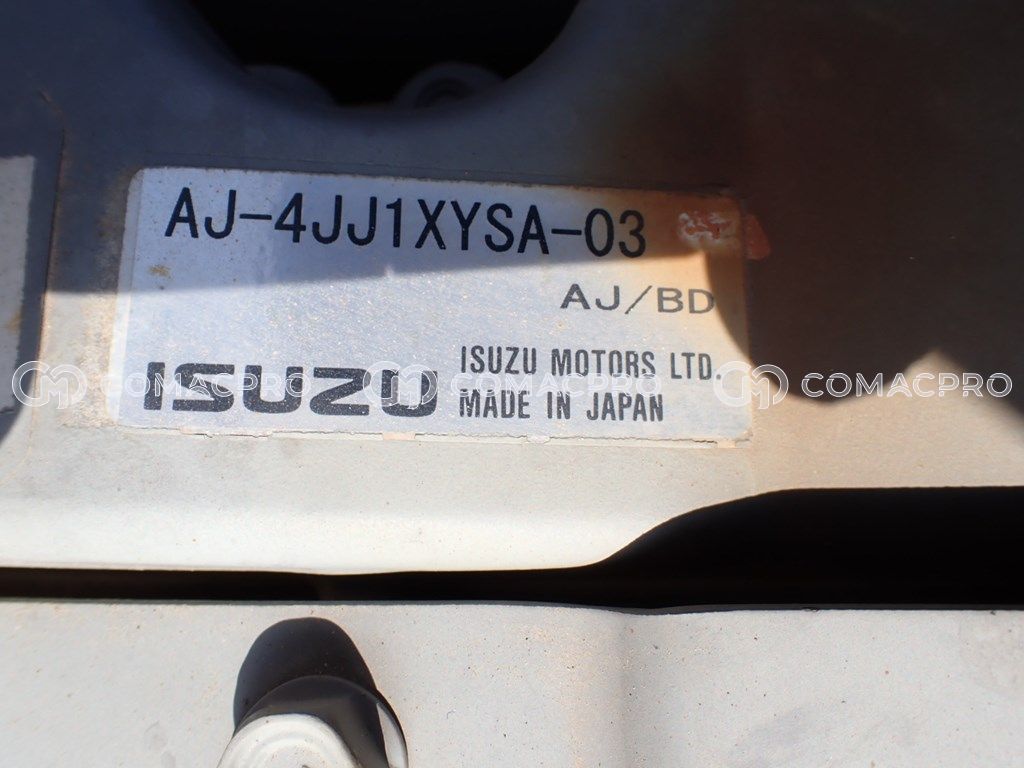 AJ-4JJ1XYSA-03
AJ/BD
ISUZU
ISUZU MOTORS LTD.
MADE IN JAPAN
COMACPRO COMACPRO COMACPRO